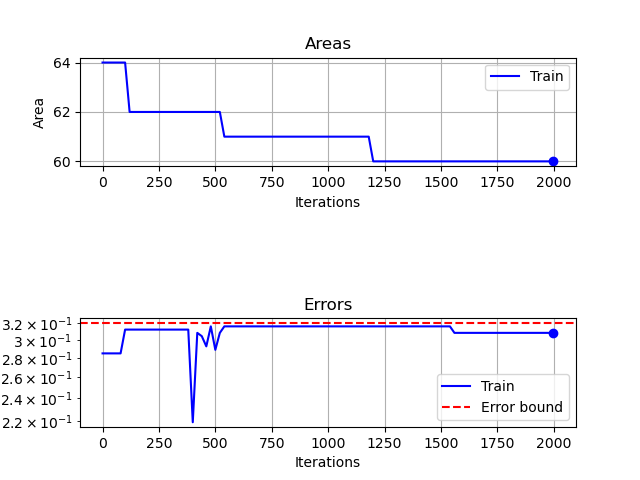 Areas
Area
64
62
60
Train
0 250 500 750 1000 1250 1500 1750 2000
Iterations
Errors
3.2 × 10⁻¹
3 × 10⁻¹
2.8 × 10⁻¹
2.6 × 10⁻¹
2.4 × 10⁻¹
2.2 × 10⁻¹
Train
Error bound
0 250 500 750 1000 1250 1500 1750 2000
Iterations